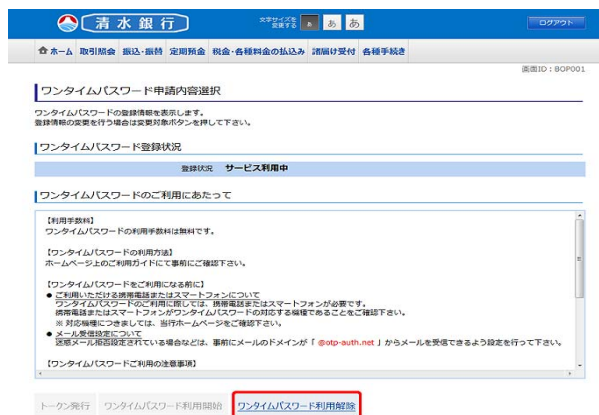 清水銀行
文字サイズを
変更する
あ あ あ
ログアウト
ホーム 取引照会 振込・振替 定期預金 税金・各種料金の払込み 諸届け受付 各種手続き
画面ID：BOP001
ワンタイムパスワード申請内容選択
ワンタイムパスワードの登録情報を表示します。
登録情報の変更を行う場合は変更対象ボタンを押して下さい。
ワンタイムパスワード登録状況
登録状況 サービス利用中
ワンタイムパスワードのご利用にあたって
【利用手数料】
ワンタイムパスワードの利用手数料は無料です。
【ワンタイムパスワードの利用方法】
ホームページ上のご利用ガイドにて事前にご確認下さい。
【ワンタイムパスワードをご利用になる前に】
● ご利用いただける携帯電話またはスマートフォンについて
ワンタイムパスワードのご利用に際しては、携帯電話またはスマートフォンが必要です。
携帯電話またはスマートフォンがワンタイムパスワードの対応する機種であることをご確認下さい。
※ 対応機種につきましては、当行ホームページをご確認下さい。
● メール受信設定について
迷惑メール拒否設定されている場合などは、事前にメールのドメインが「 @otp-auth.net 」からメールを受信できるよう設定を行って下さい。
【ワンタイムパスワードご利用の注意事項】
トークン発行 ワンタイムパスワード利用開始 ワンタイムパスワード利用解除